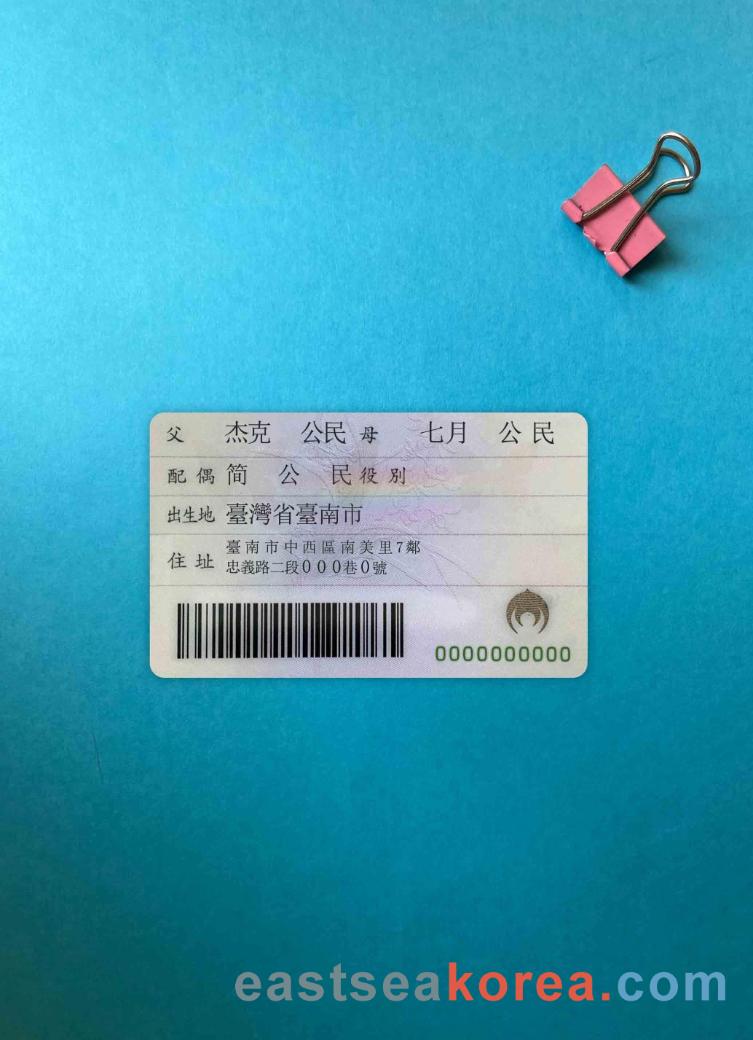 父 杰克 公民 母 七月 公民
配偶 简 公 民 役別
出生地 臺灣省臺南市
住址 臺南市中西區南美里7鄰
忠義路二段000巷0號
0000000000
eastseakorea.com